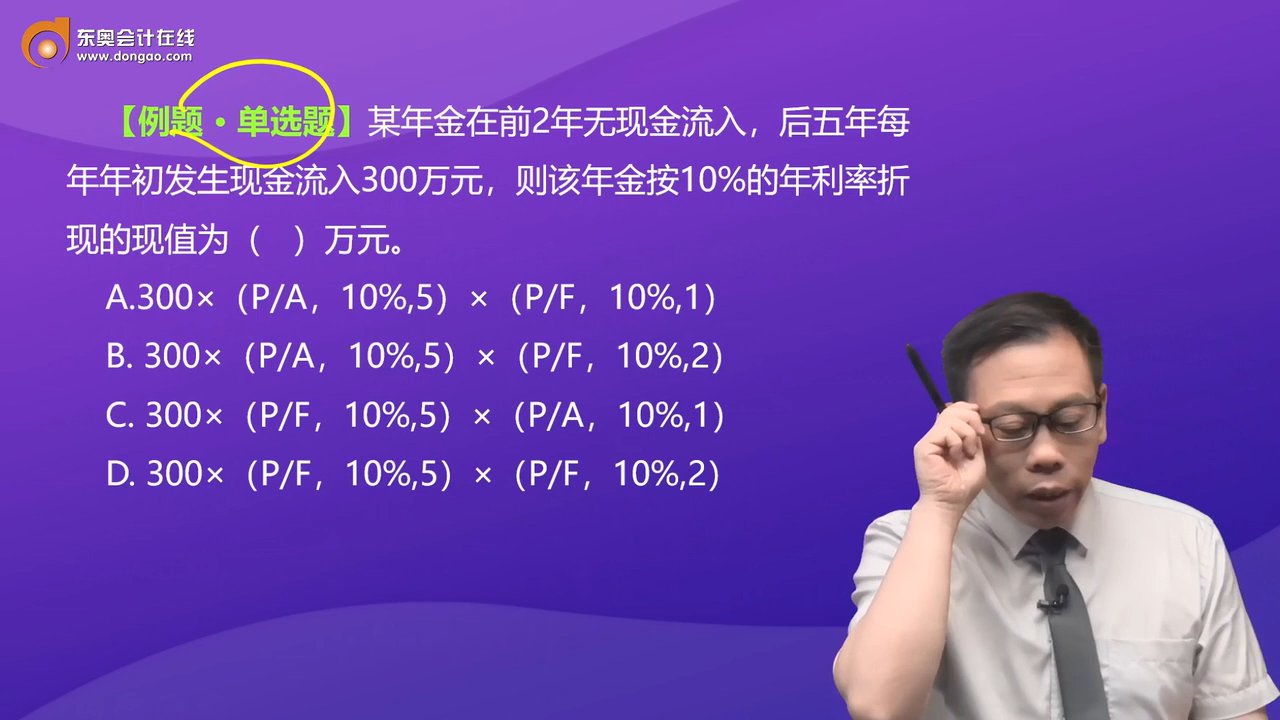 东奥会计在线
www.dongao.com
【例题·单选题】某年金在前2年无现金流入，后五年每
年年初发生现金流入300万元，则该年金按10%的年利率折
现的现值为（ ）万元。
A.300×（P/A，10%,5）×（P/F，10%,1）
B. 300×（P/A，10%,5）×（P/F，10%,2）
C. 300×（P/F，10%,5）×（P/A，10%,1）
D. 300×（P/F，10%,5）×（P/F，10%,2）